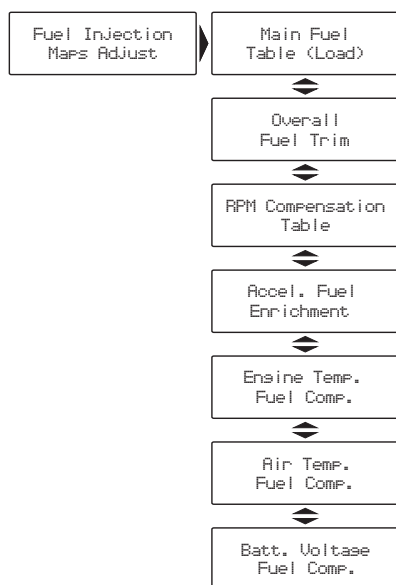 Fuel Injection
Maps Adjust
Main Fuel
Table (Load)
Overall
Fuel Trim
RPM Compensation
Table
Accel. Fuel
Enrichment
Engine Temp.
Fuel Comp.
Air Temp.
Fuel Comp.
Batt. Voltage
Fuel Comp.